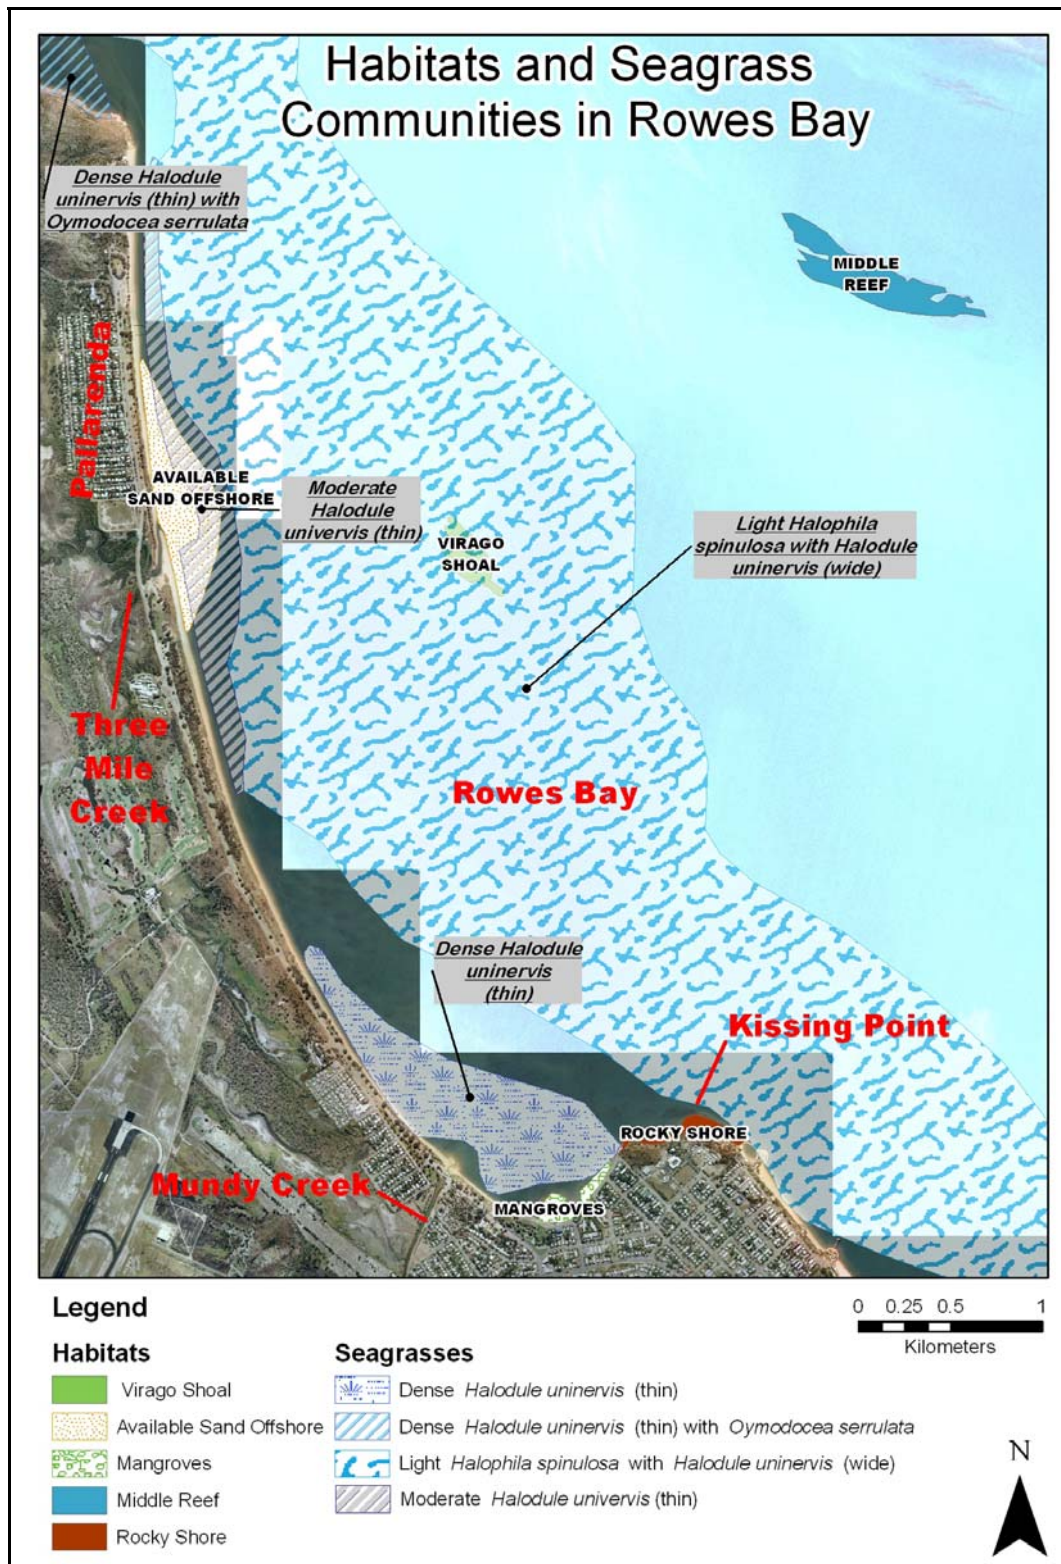 Habitats and Seagrass
Communities in Rowes Bay
Dense Halodule
uninervis (thin) with
Oymodocea serrulata
MIDDLE
REEF
Pallarenda
AVAILABLE
SAND OFFSHORE
Moderate
Halodule
univervis (thin)
VIRAGO
SHOAL
Light Halophila
spinulosa with Halodule
uninervis (wide)
Three
Mile
Creek
Rowes Bay
Dense Halodule
uninervis
(thin)
Kissing Point
ROCKY SHORE
Mundy Creek
MANGROVES
Legend
0 0.25 0.5 1
Kilometers
Habitats
Virago Shoal
Available Sand Offshore
Mangroves
Middle Reef
Rocky Shore
Seagrasses
Dense Halodule uninervis (thin)
Dense Halodule uninervis (thin) with Oymodocea serrulata
Light Halophila spinulosa with Halodule uninervis (wide)
Moderate Halodule univervis (thin)
N